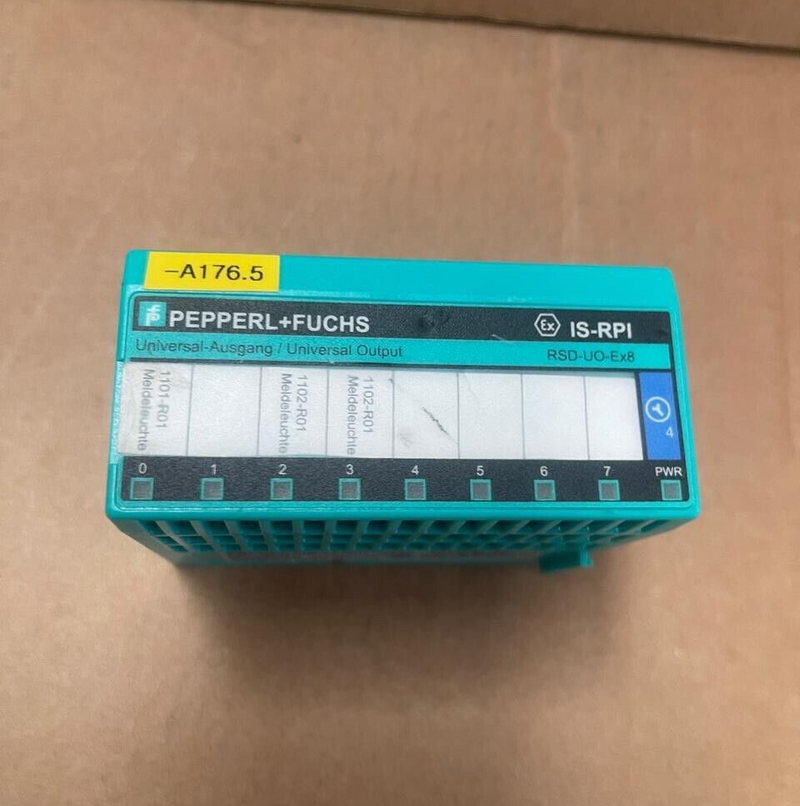 -A176.5
PEPPERL+FUCHS
Ex IS-RPI
Universal-Ausgang / Universal Output
RSD-UO-Ex8
1101-R01
Meldeleuchte
1102-R01
Meldeleuchte
1102-R01
Meldeleuchte
4
0 1 2 3 4 5 6 7 PWR